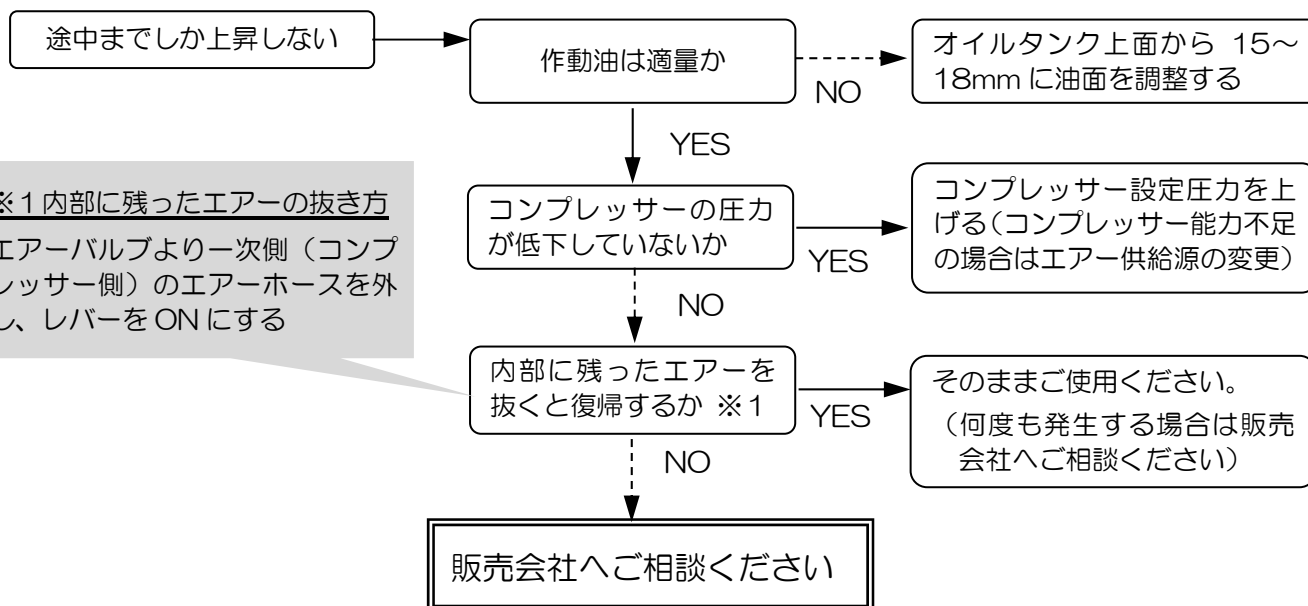 途中までしか上昇しない
作動油は適量か
オイルタンク上面から 15～
18mm に油面を調整する
NO
YES
※1内部に残ったエアーの抜き方
エアーバルブより一次側（コンプ
レッサー側）のエアーホースを外
し、レバーを ON にする
コンプレッサーの圧力
が低下していないか
コンプレッサー設定圧力を上
げる（コンプレッサー能力不足
の場合はエアー供給源の変更）
YES
NO
内部に残ったエアーを
抜くと復帰するか ※1
そのままご使用ください。
（何度も発生する場合は販売
会社へご相談ください）
YES
NO
販売会社へご相談ください